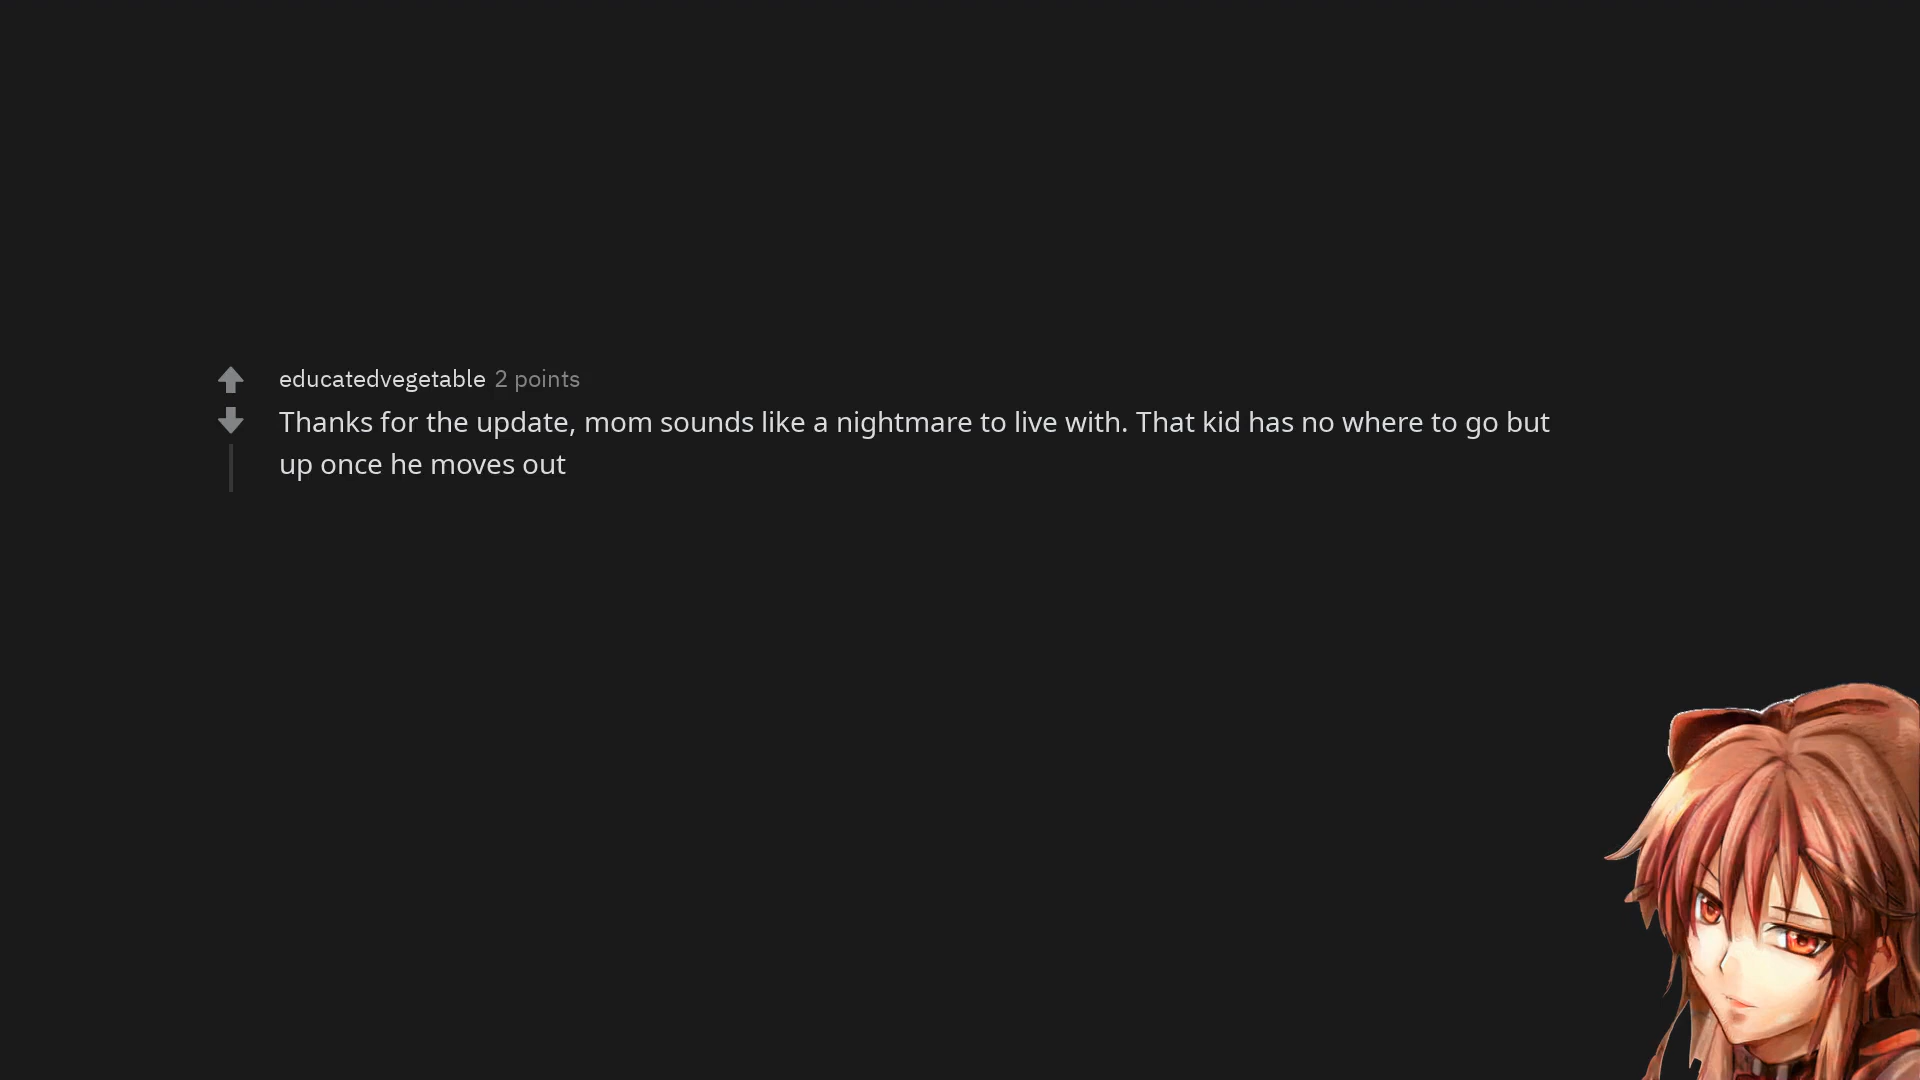 educatedvegetable 2 points
Thanks for the update, mom sounds like a nightmare to live with. That kid has no where to go but
up once he moves out